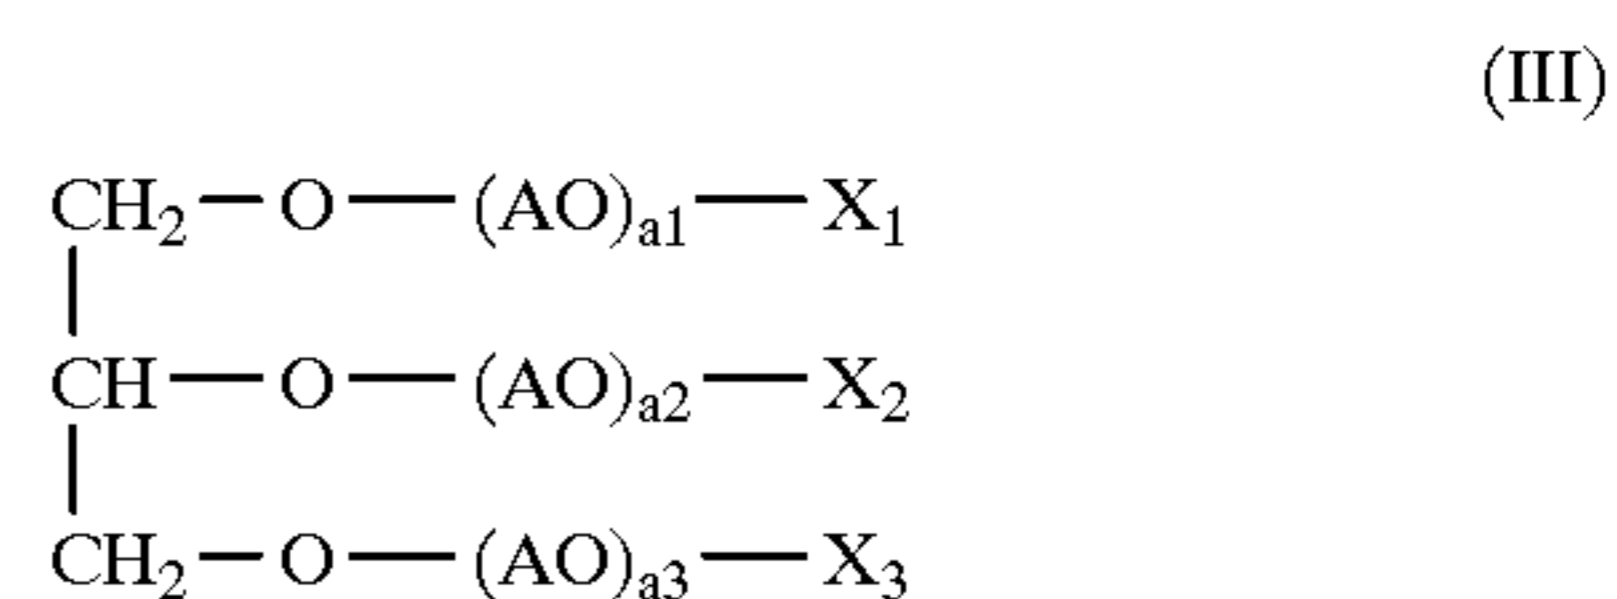 (III)
CH₂—O—(AO)ₐ₁—X₁
CH—O—(AO)ₐ₂—X₂
CH₂—O—(AO)ₐ₃—X₃